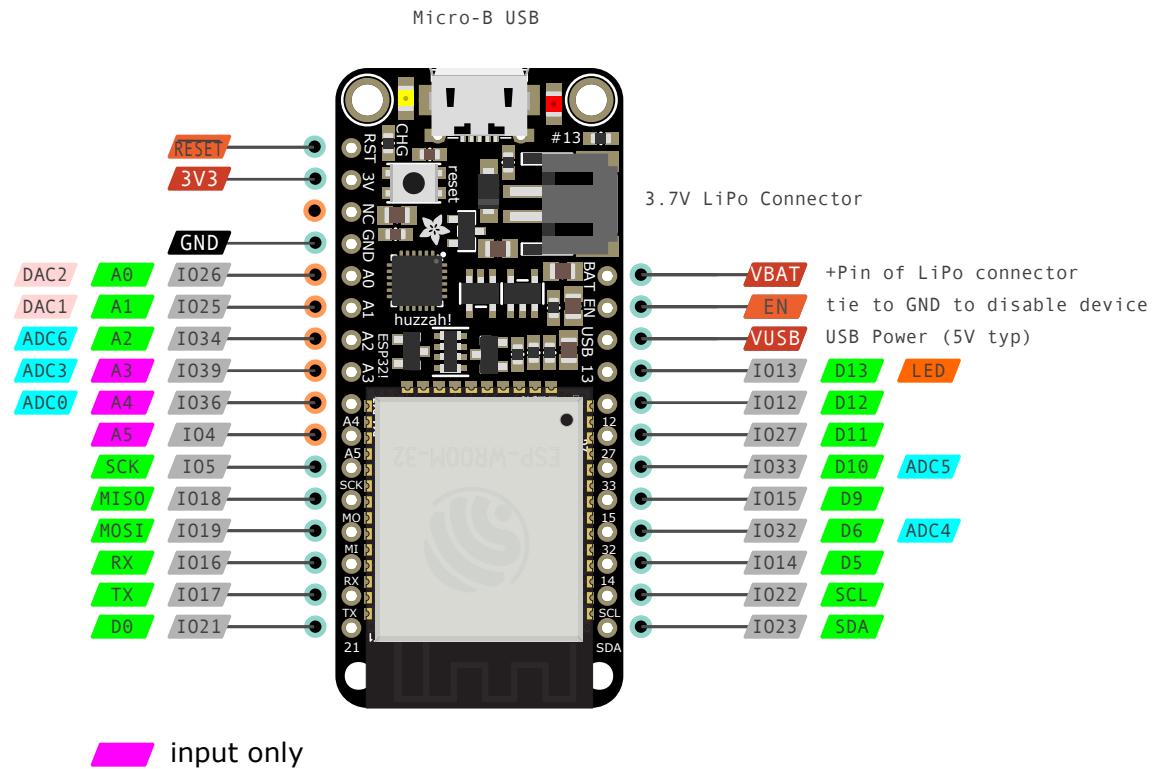 Micro-B USB
CHG
#13
RESET
RST
3V3
3V
reset
3.7V LiPo Connector
NC
GND
GND
DAC2 A0 IO26
A0
BAT
VBAT +Pin of LiPo connector
DAC1 A1 IO25
A1
EN
EN tie to GND to disable device
huzzah!
ADC6 A2 IO34
A2
ESP32!
USB
VUSB USB Power (5V typ)
ADC3 A3 IO39
A3
13
IO13 D13 LED
ADC0 A4 IO36
A4
12
IO12 D12
A5 IO4
A5
27
IO27 D11
ESP-WROOM-32
SCK IO5
SCK
33
IO33 D10 ADC5
MISO IO18
MO
15
IO15 D9
MOSI IO19
MI
32
IO32 D6 ADC4
RX IO16
RX
14
IO14 D5
TX IO17
TX
SCL
IO22 SCL
D0 IO21
21
SDA
IO23 SDA
input only